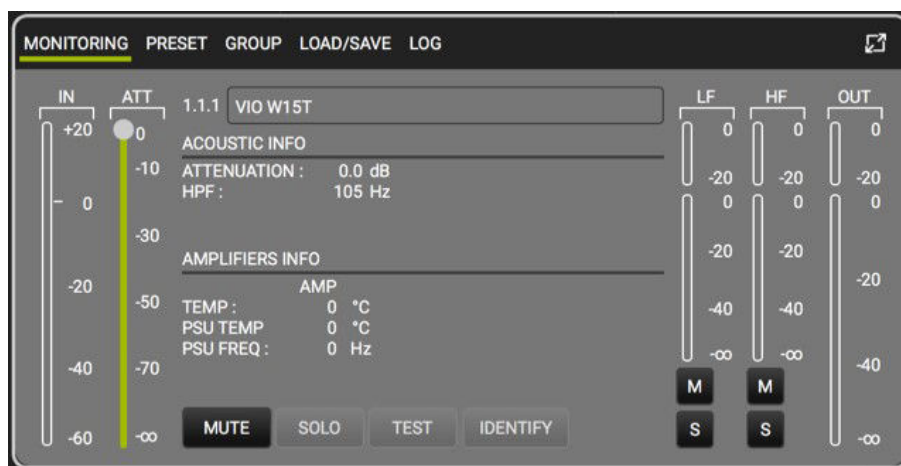 MONITORING PRESET GROUP LOAD/SAVE LOG
IN ATT
+20 0
-10
0
-30
-20
-50
-40 -70
-60 -∞
1.1.1 VIO W15T
ACOUSTIC INFO
ATTENUATION : 0.0 dB
HPF : 105 Hz
AMPLIFIERS INFO
AMP
TEMP : 0 °C
PSU TEMP 0 °C
PSU FREQ : 0 Hz
MUTE SOLO TEST IDENTIFY
LF HF OUT
0 0 0
-20 -20 -20
0 0 0
-20 -20
-20
-40 -40
-∞ -∞
-40
M M
S S
-∞